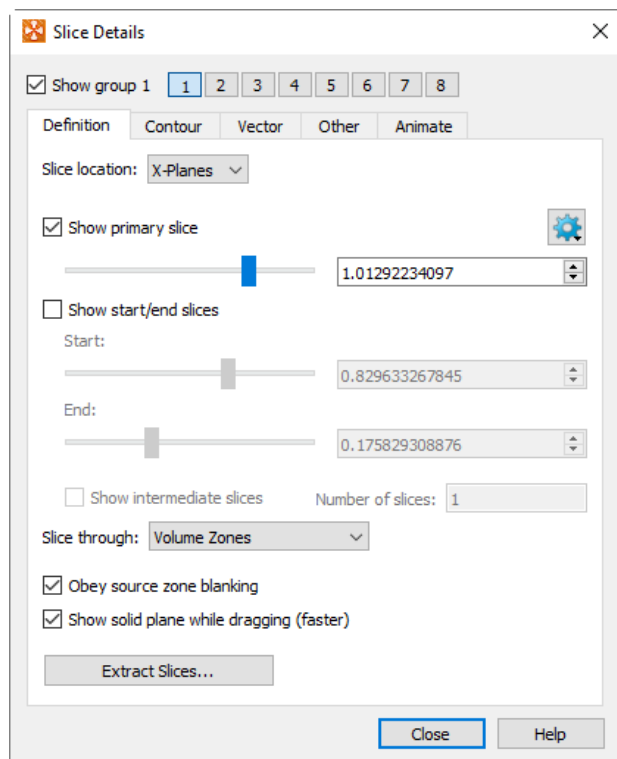 Slice Details
Show group 1 1 2 3 4 5 6 7 8
Definition Contour Vector Other Animate
Slice location: X-Planes
Show primary slice
1.01292234097
Show start/end slices
Start:
0.829633267845
End:
0.175829308876
Show intermediate slices Number of slices: 1
Slice through: Volume Zones
Obey source zone blanking
Show solid plane while dragging (faster)
Extract Slices...
Close Help